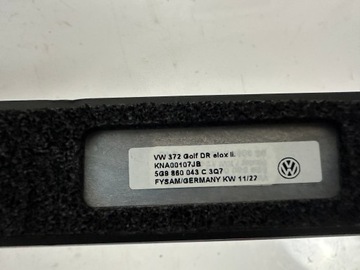 VW 372 Golf DR elox li.
KNA00107JB
5G9 860 043 C 3Q7
FYSAM/GERMANY KW 11/22